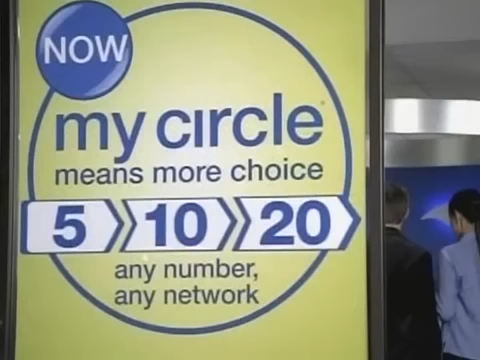 NOW
my circle
means more choice
5 10 20
any number,
any network